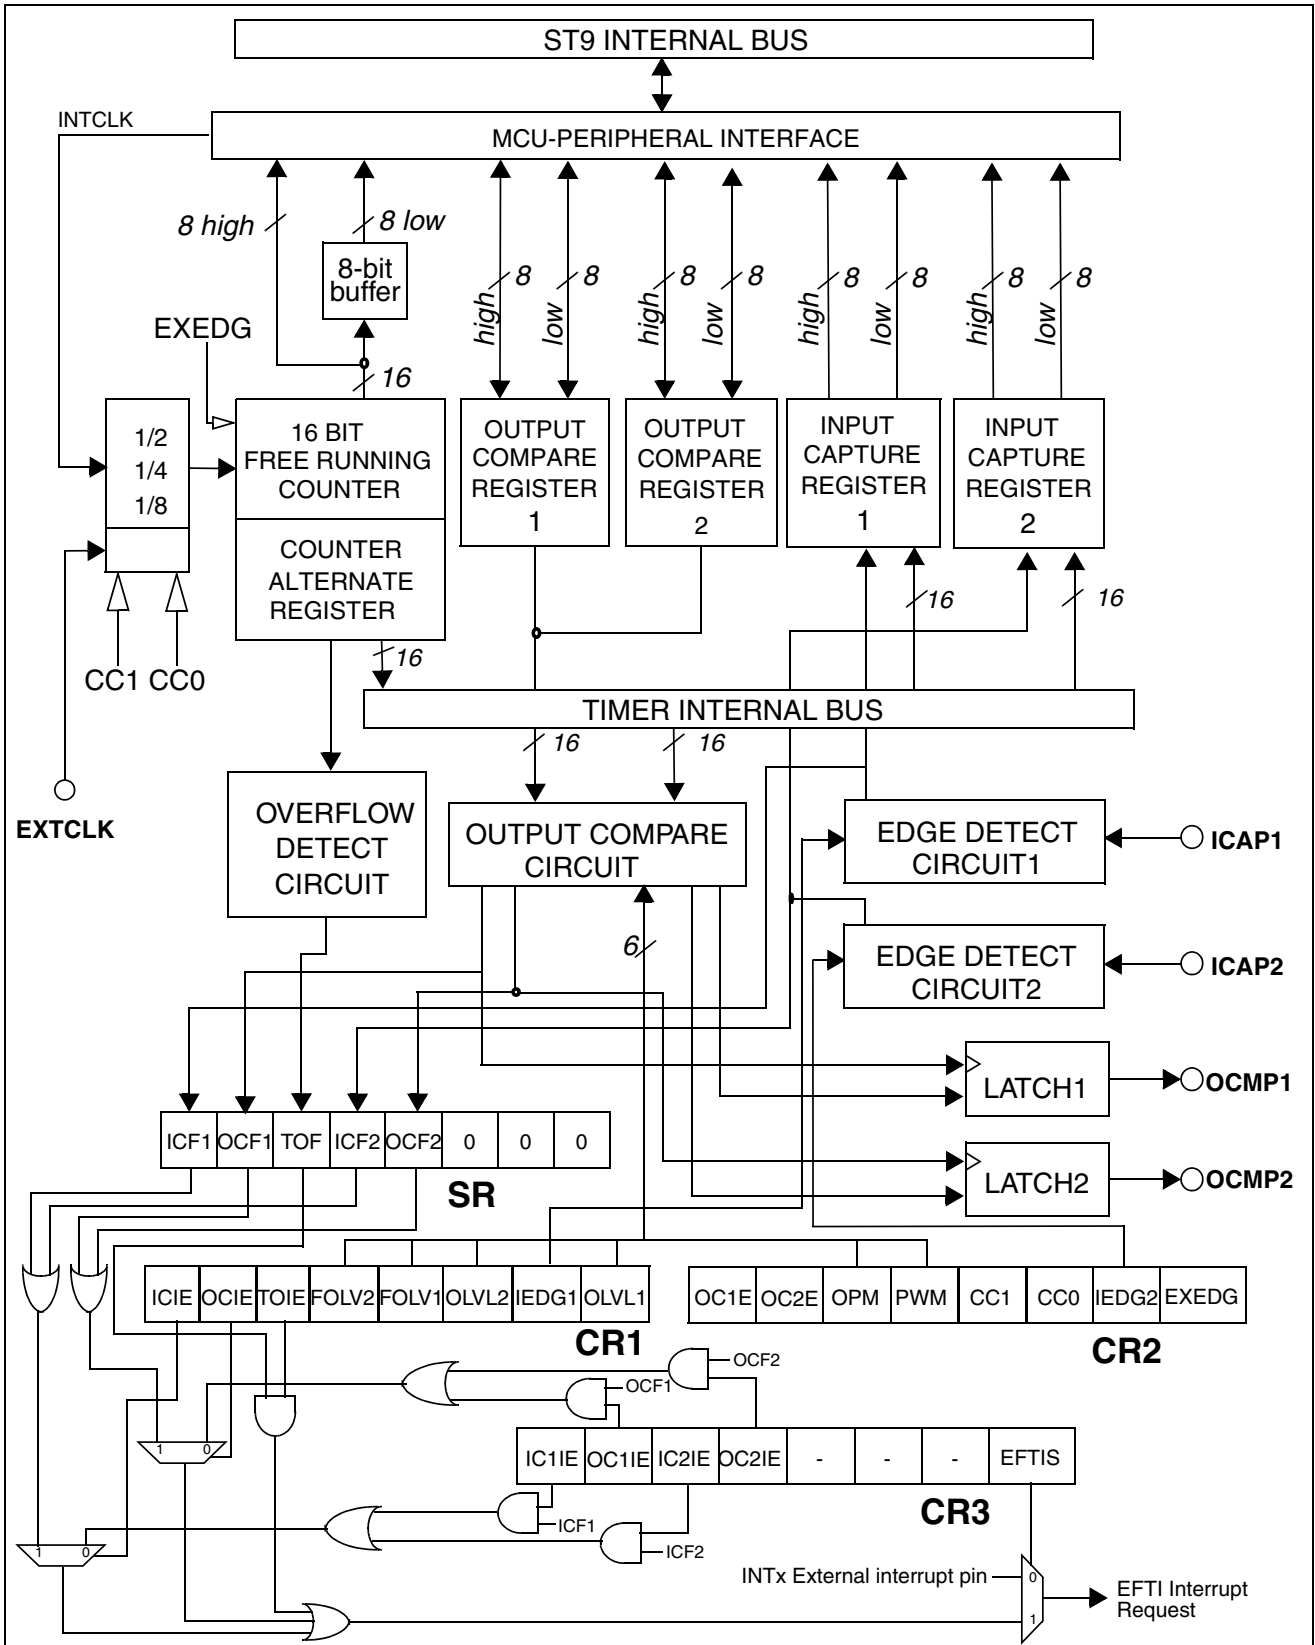 ST9 INTERNAL BUS
INTCLK
MCU-PERIPHERAL INTERFACE
8 high
8 low
8-bit
buffer
high
8
low
8
high
8
low
8
high
8
low
8
high
8
low
8
EXEDG
16
1/2
1/4
1/8
16 BIT
FREE RUNNING
COUNTER
COUNTER
ALTERNATE
REGISTER
OUTPUT
COMPARE
REGISTER
1
OUTPUT
COMPARE
REGISTER
2
INPUT
CAPTURE
REGISTER
1
INPUT
CAPTURE
REGISTER
2
16
16
16
CC1 CC0
TIMER INTERNAL BUS
16
16
EXTCLK
OVERFLOW
DETECT
CIRCUIT
OUTPUT COMPARE
CIRCUIT
EDGE DETECT
CIRCUIT1
ICAP1
6
EDGE DETECT
CIRCUIT2
ICAP2
LATCH1
OCMP1
LATCH2
OCMP2
ICF1 OCF1 TOF ICF2 OCF2 0 0 0
SR
ICIE OCIE TOIE FOLV2 FOLV1 OLVL2 IEDG1 OLVL1
CR1
OC1E OC2E OPM PWM CC1 CC0 IEDG2 EXEDG
CR2
OCF2
OCF1
1 0
IC1IE OC1IE IC2IE OC2IE - - - EFTIS
CR3
ICF1
ICF2
1 0
INTx External interrupt pin
0
1
EFTI Interrupt
Request